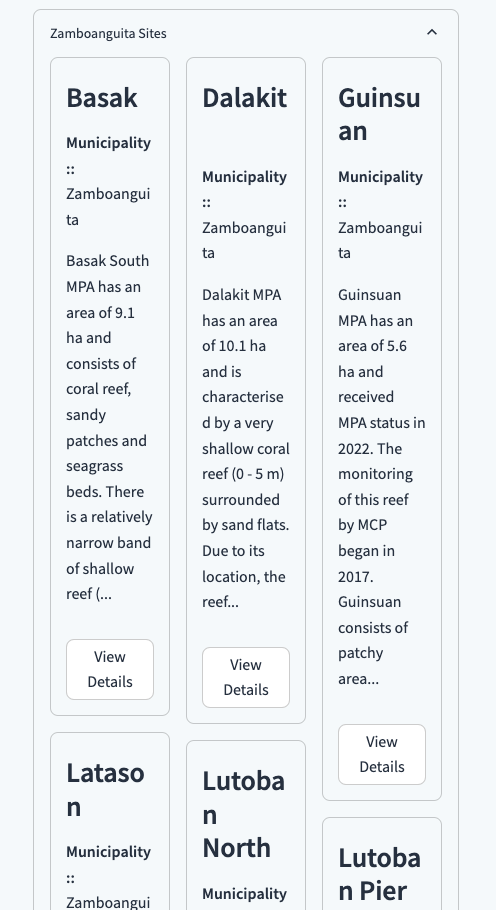 Zamboanguita Sites
Basak
Municipality
::
Zamboangui
ta
Basak South
MPA has an
area of 9.1
ha and
consists of
coral reef,
sandy
patches and
seagrass
beds. There
is a relatively
narrow band
of shallow
reef (...
View
Details
Dalakit
Municipality
::
Zamboangui
ta
Dalakit MPA
has an area
of 10.1 ha
and is
characterise
d by a very
shallow coral
reef (0 - 5 m)
surrounded
by sand flats.
Due to its
location, the
reef...
View
Details
Guinsu
an
Municipality
::
Zamboangui
ta
Guinsuan
MPA has an
area of 5.6
ha and
received
MPA status in
2022. The
monitoring
of this reef
by MCP
began in
2017.
Guinsuan
consists of
patchy
area...
View
Details
Lataso
n
Municipality
::
Zamboangui
Lutoba
n
North
Municipality
Lutoba
n Pier